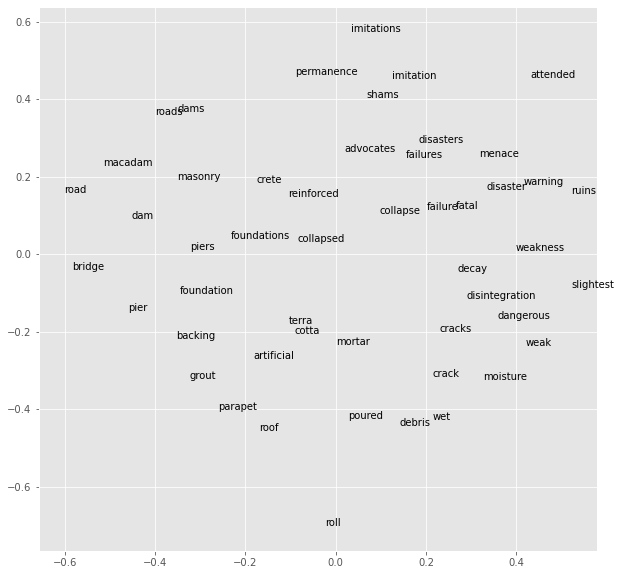 0.6
imitations
permanence
imitation
attended
0.4
shams
roads
dams
advocates
disasters
failures
menace
0.2
macadam
masonry
crete
warning
disaster
ruins
road
reinforced
dam
collapse
failure
fatal
0.0
foundations
collapsed
piers
weakness
bridge
decay
slightest
foundation
disintegration
pier
dangerous
terra
−0.2
cotta
cracks
backing
mortar
weak
artificial
grout
crack
moisture
−0.4
parapet
poured
wet
debris
roof
−0.6
roll
−0.6 −0.4 −0.2 0.0 0.2 0.4